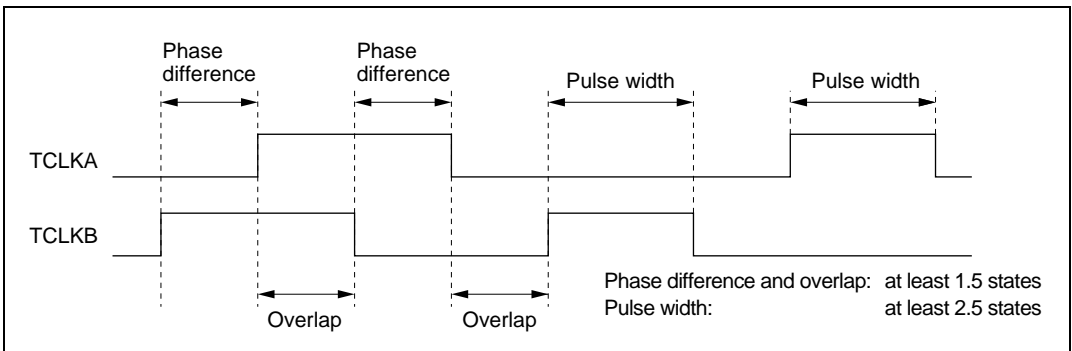 Phase
difference
Phase
difference
Pulse width
Pulse width
TCLKA
TCLKB
Overlap
Overlap
Phase difference and overlap: at least 1.5 states
Pulse width: at least 2.5 states